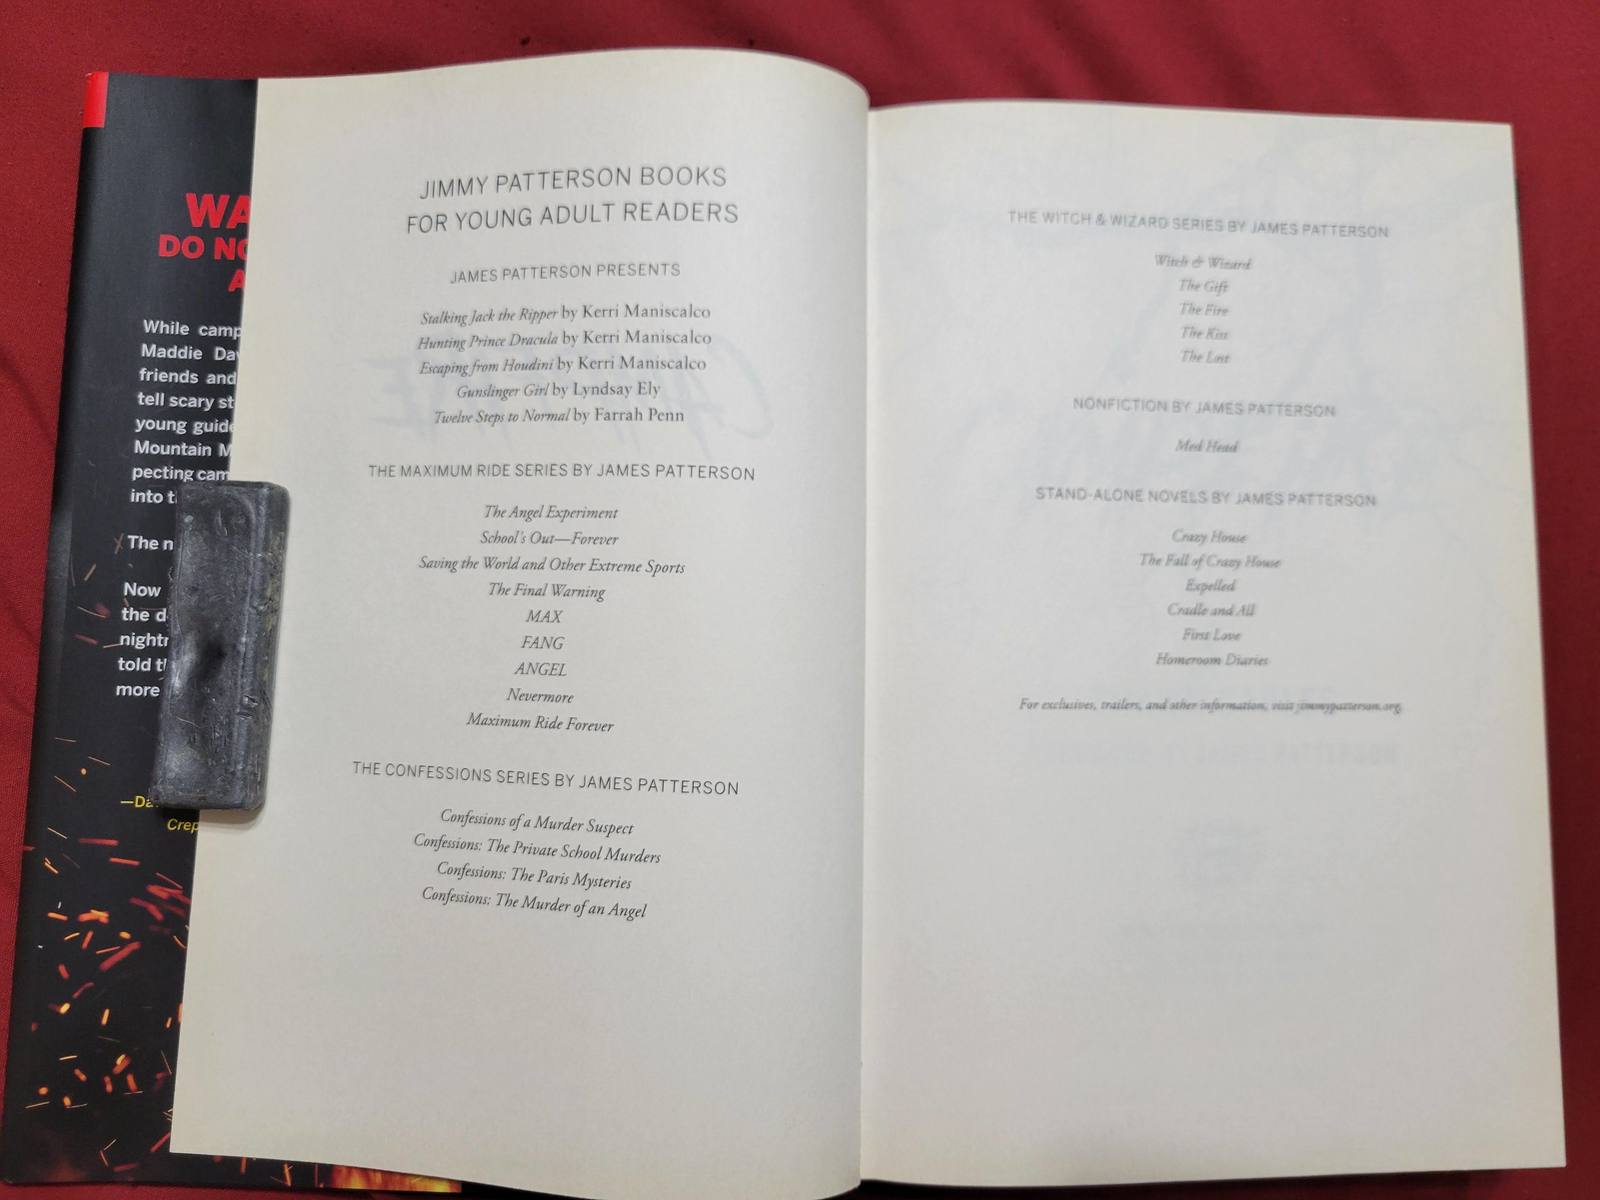 WA
DO NO
A
While camp
Maddie Da
friends and
tell scary st
young guide
Mountain M
pecting cam
into t
The n
Now
the d
nightr
told th
more
—Da
Crep
JIMMY PATTERSON BOOKS
FOR YOUNG ADULT READERS
JAMES PATTERSON PRESENTS
Stalking Jack the Ripper by Kerri Maniscalco
Hunting Prince Dracula by Kerri Maniscalco
Escaping from Houdini by Kerri Maniscalco
Gunslinger Girl by Lyndsay Ely
Twelve Steps to Normal by Farrah Penn
THE MAXIMUM RIDE SERIES BY JAMES PATTERSON
The Angel Experiment
School's Out—Forever
Saving the World and Other Extreme Sports
The Final Warning
MAX
FANG
ANGEL
Nevermore
Maximum Ride Forever
THE CONFESSIONS SERIES BY JAMES PATTERSON
Confessions of a Murder Suspect
Confessions: The Private School Murders
Confessions: The Paris Mysteries
Confessions: The Murder of an Angel
THE WITCH & WIZARD SERIES BY JAMES PATTERSON
Witch & Wizard
The Gift
The Fire
The Kiss
The Lost
NONFICTION BY JAMES PATTERSON
Med Head
STAND-ALONE NOVELS BY JAMES PATTERSON
Crazy House
The Fall of Crazy House
Expelled
Cradle and All
First Love
Homeroom Diaries
For exclusives, trailers, and other information, visit jimmypatterson.org.